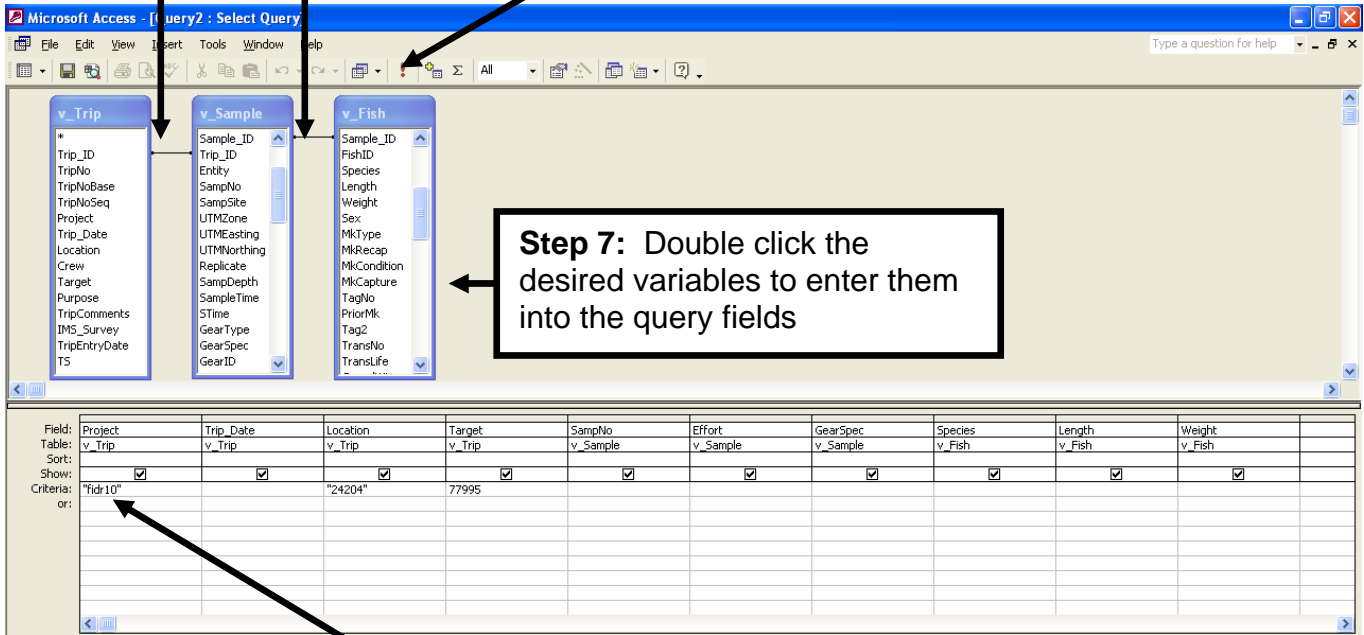 Microsoft Access - [Query2 : Select Query]
File Edit View Insert Tools Window Help
Type a question for help
All
v_Trip
*
Trip_ID
TripNo
TripNoBase
TripNoSeq
Project
Trip_Date
Location
Crew
Target
Purpose
TripComments
IMS_Survey
TripEntryDate
TS
v_Sample
Sample_ID
Trip_ID
Entity
SampNo
SampSite
UTMZone
UTMEasting
UTMNorthing
Replicate
SampDepth
SampleTime
STime
GearType
GearSpec
GearID
v_Fish
Sample_ID
FishID
Species
Length
Weight
Sex
MkType
MkRecap
MkCondition
MkCapture
TagNo
PriorMk
Tag2
TransNo
TransLife
Step 7: Double click the
desired variables to enter them
into the query fields
Field: Project Trip_Date Location Target SampNo Effort GearSpec Species Length Weight
Table: v_Trip v_Trip v_Trip v_Trip v_Sample v_Sample v_Sample v_Fish v_Fish v_Fish
Sort:
Show:
Criteria: "fidr10" "24204" 77995
or: